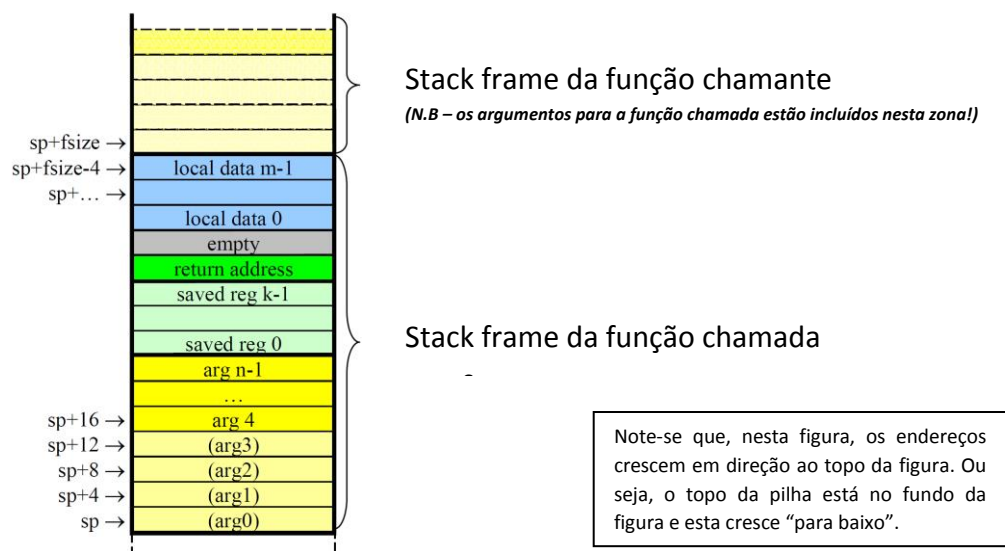 Stack frame da função chamante
(N.B – os argumentos para a função chamada estão incluídos nesta zona!)
sp+fsize →
sp+fsize-4 →
local data m-1
sp+… →
local data 0
empty
return address
saved reg k-1
Stack frame da função chamada
saved reg 0
arg n-1
…
sp+16 →
arg 4
sp+12 →
(arg3)
sp+8 →
(arg2)
sp+4 →
(arg1)
sp →
(arg0)
Note-se que, nesta figura, os endereços
crescem em direção ao topo da figura. Ou
seja, o topo da pilha está no fundo da
figura e esta cresce “para baixo”.